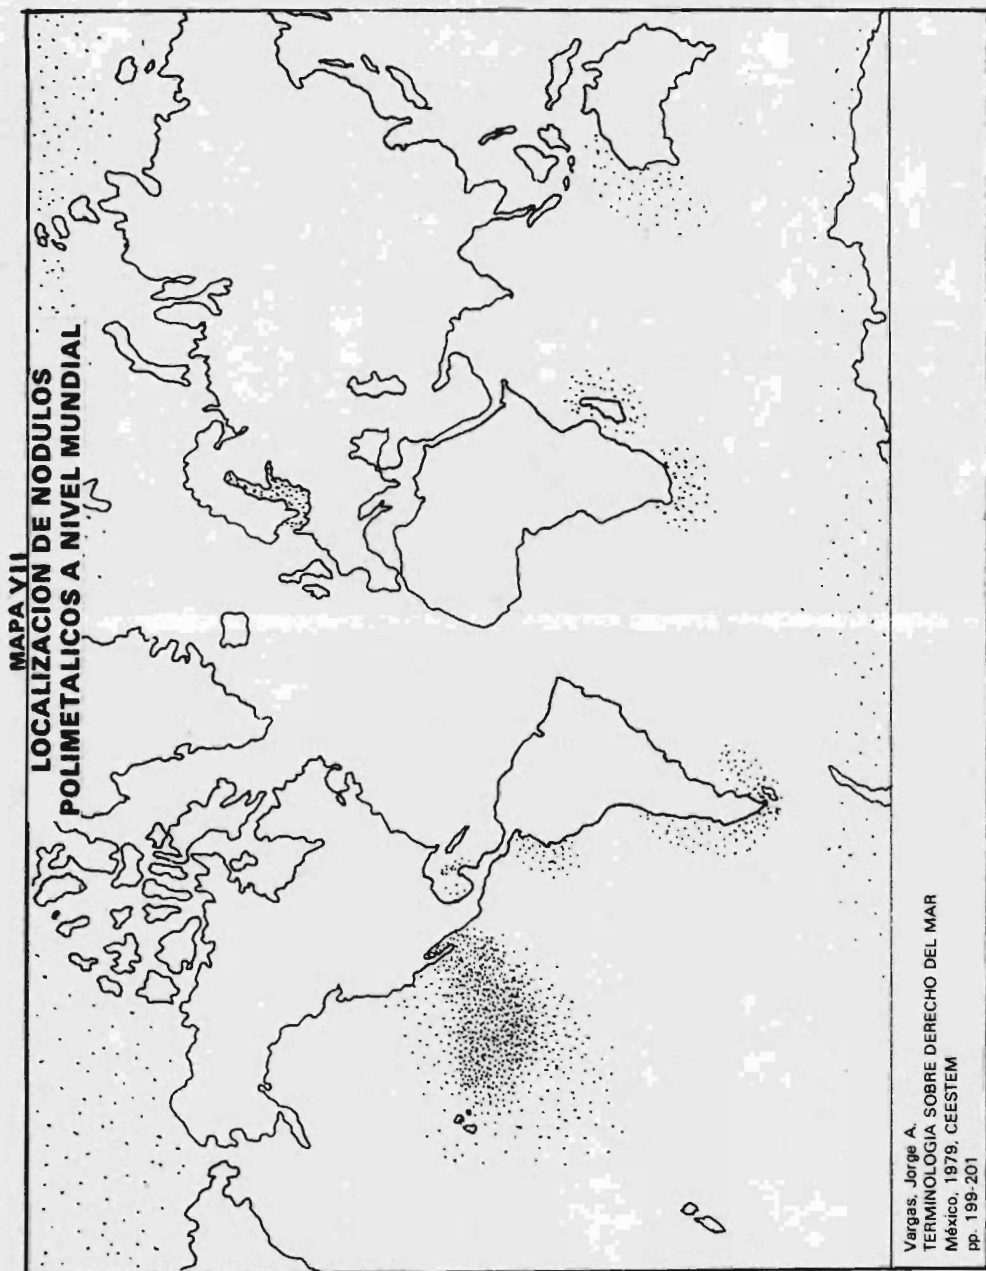 MAPA VII
LOCALIZACION DE NODULOS
POLIMETALICOS A NIVEL MUNDIAL
Vargas, Jorge A.
TERMINOLOGIA SOBRE DERECHO DEL MAR
México, 1979, CEESTEM
pp. 199-201